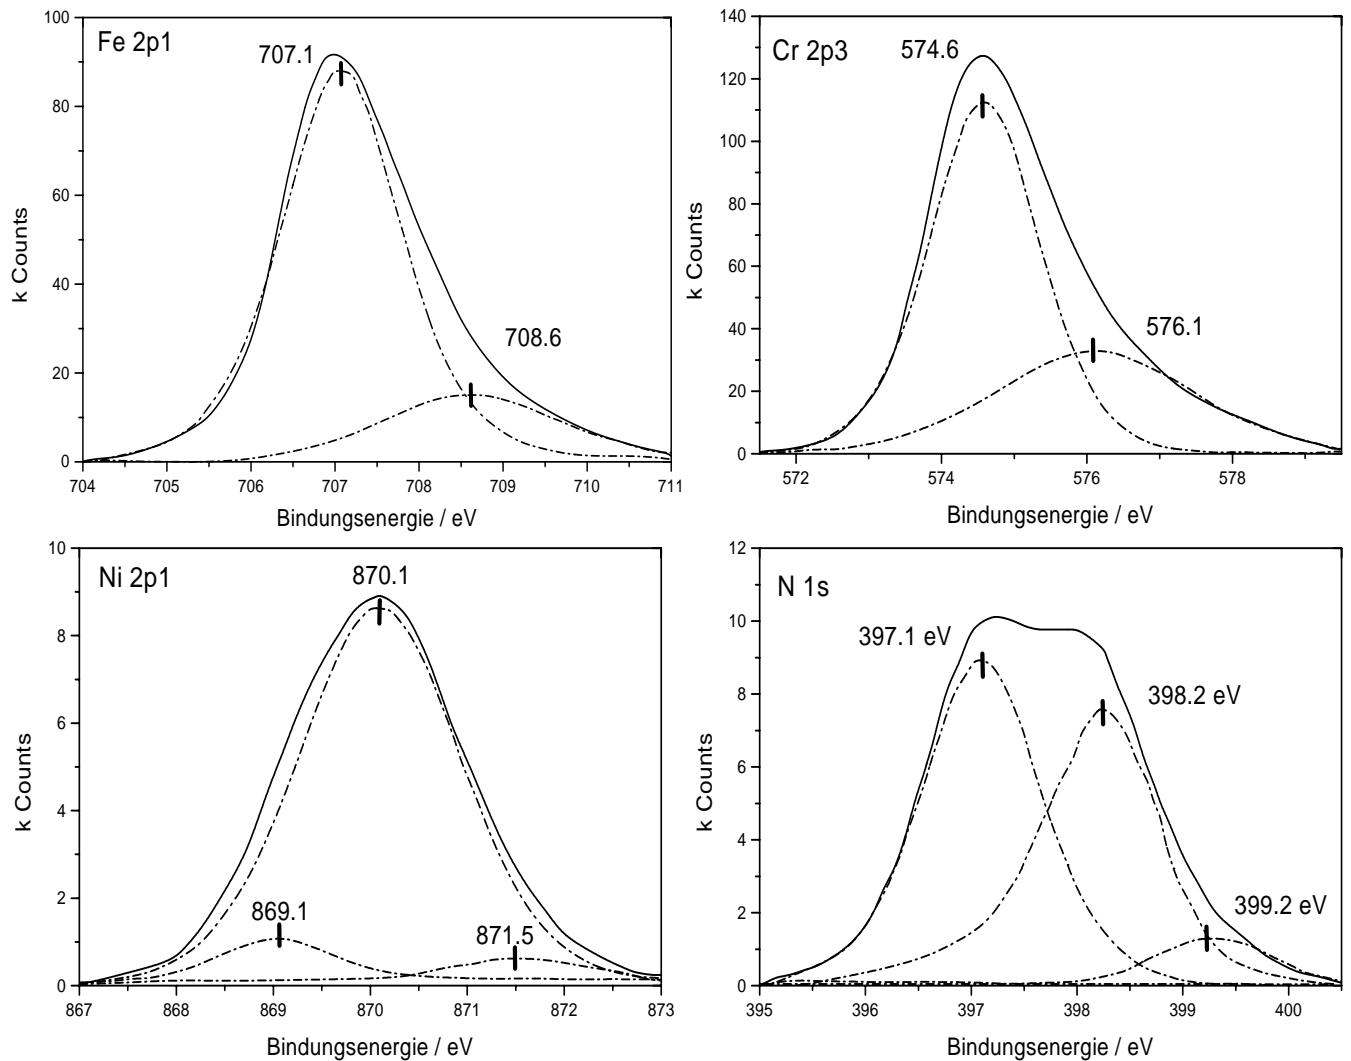 Fe 2p1
707.1
708.6
k Counts
100
80
60
40
20
0
704 705 706 707 708 709 710 711
Bindungsenergie / eV
Cr 2p3
574.6
576.1
k Counts
140
120
100
80
60
40
20
0
572 574 576 578
Bindungsenergie / eV
Ni 2p1
870.1
869.1
871.5
k Counts
10
8
6
4
2
0
867 868 869 870 871 872 873
Bindungsenergie / eV
N 1s
397.1 eV
398.2 eV
399.2 eV
k Counts
12
10
8
6
4
2
0
395 396 397 398 399 400
Bindungsenergie / eV